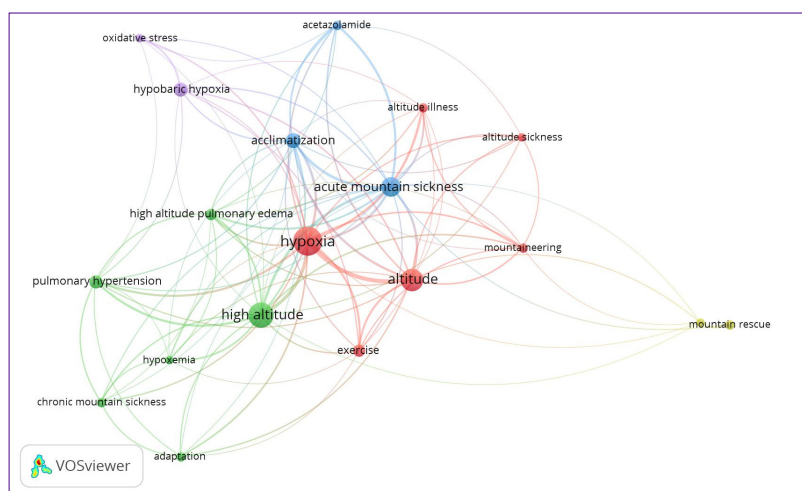 acetazolamide
oxidative stress
hypobaric hypoxia
altitude illness
acclimatization
altitude sickness
acute mountain sickness
high altitude pulmonary edema
hypoxia
mountaineering
pulmonary hypertension
altitude
high altitude
mountain rescue
exercise
hypoxemia
chronic mountain sickness
adaptation
VOSviewer